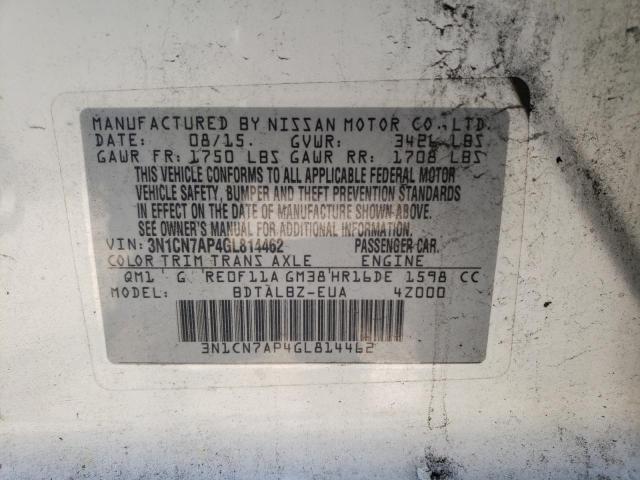 MANUFACTURED BY NISSAN MOTOR CO., LTD.
DATE: 08/15. GVWR: 3426 LBS
GAWR FR: 1750 LBS GAWR RR: 1708 LBS
THIS VEHICLE CONFORMS TO ALL APPLICABLE FEDERAL MOTOR
VEHICLE SAFETY, BUMPER AND THEFT PREVENTION STANDARDS
IN EFFECT ON THE DATE OF MANUFACTURE SHOWN ABOVE.
SEE OWNER'S MANUAL FOR ADDITIONAL INFORMATION.
VIN: 3N1CN7AP4GL814462 PASSENGER CAR.
COLOR TRIM TRANS AXLE ENGINE
QM1 ' G 'RE0F11A GM38'HR16DE 1598 CC
MODEL: BDTALBZ-EUA 4Z000
3N1CN7AP4GL814462